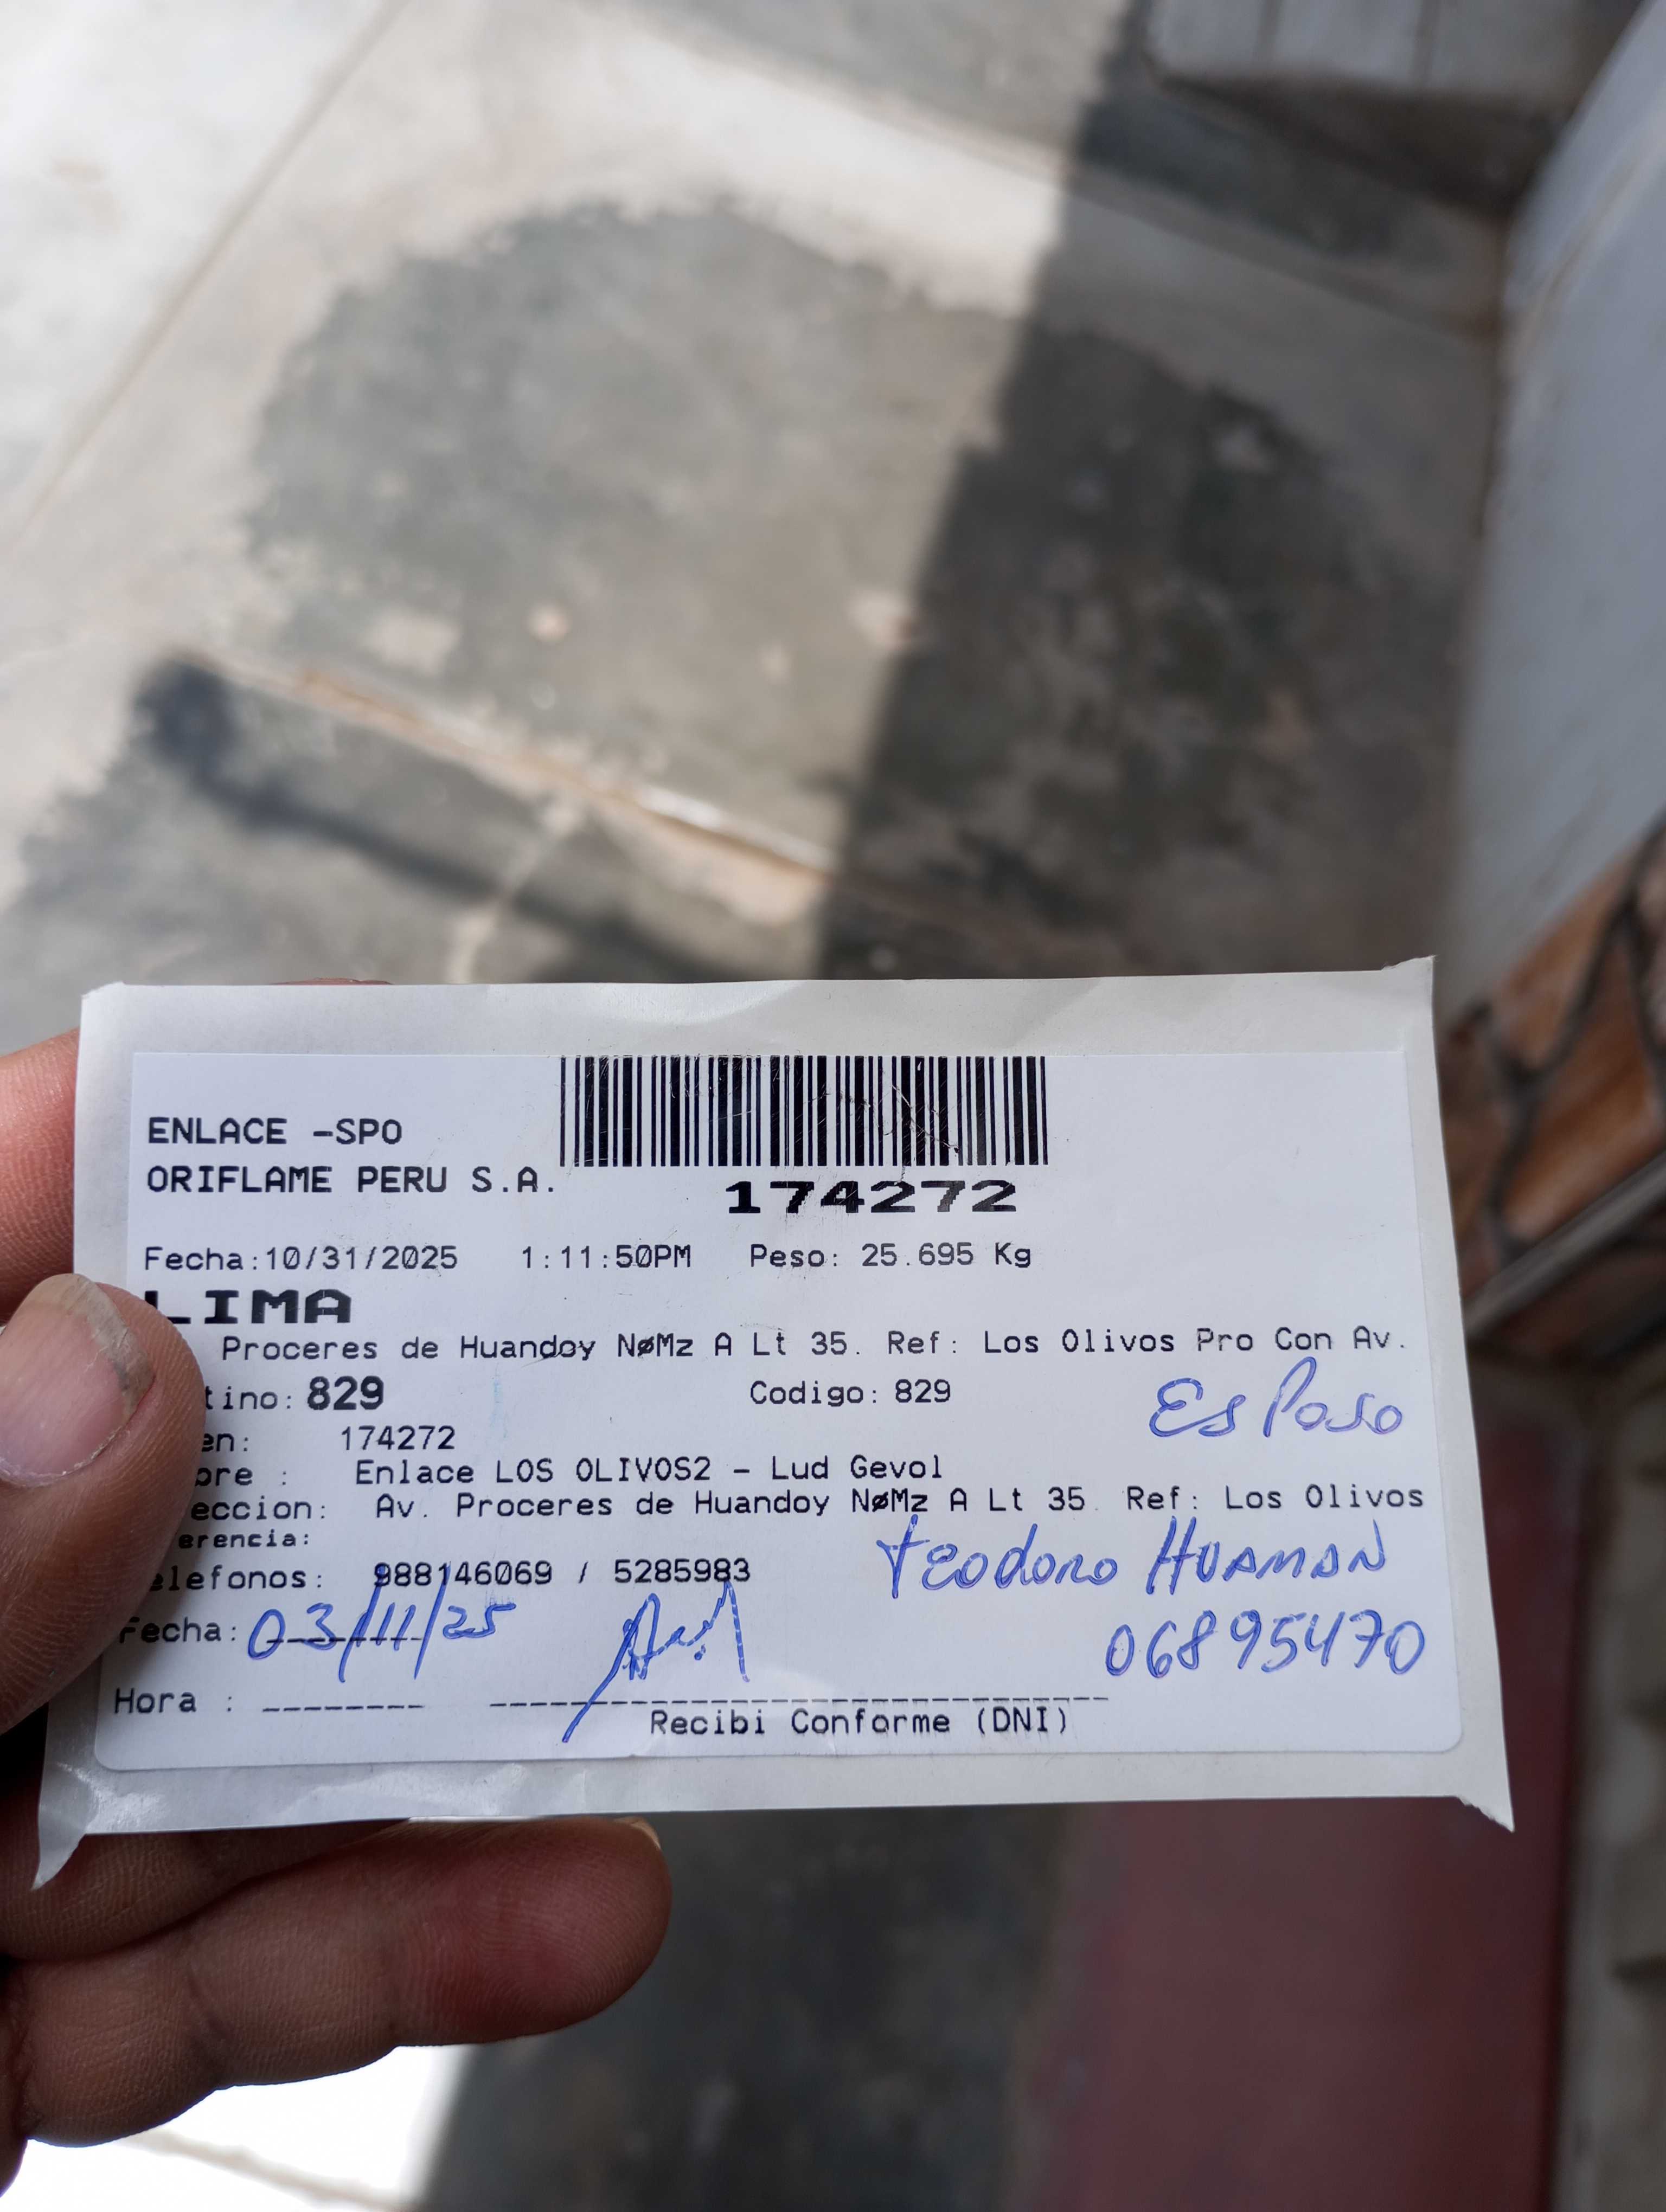 ENLACE -SPO
ORIFLAME PERU S.A.
174272
Fecha:10/31/2025 1:11:50PM Peso: 25.695 Kg
LIMA
Proceres de Huandoy NøMz A Lt 35. Ref: Los Olivos Pro Con Av.
tino: 829 Codigo: 829
Esposo
en: 174272
bre : Enlace LOS OLIVOS2 - Lud Gevol
eccion: Av. Proceres de Huandoy NøMz A Lt 35. Ref: Los Olivos
erencia:
Teodoro HUAMAN
elefonos: 988146069 / 5285983
Fecha: 03/11/25
06895470
Hora :
Recibi Conforme (DNI)